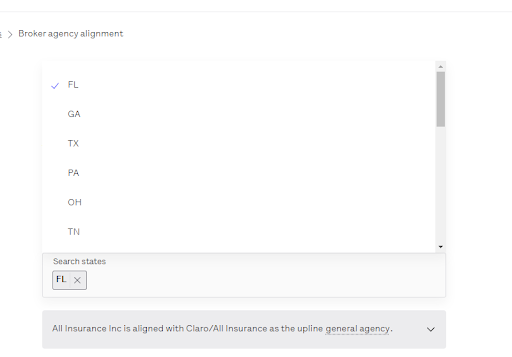 Broker agency alignment
FL
GA
TX
PA
OH
TN
Search states
FL
All Insurance Inc is aligned with Claro/All Insurance as the upline general agency.